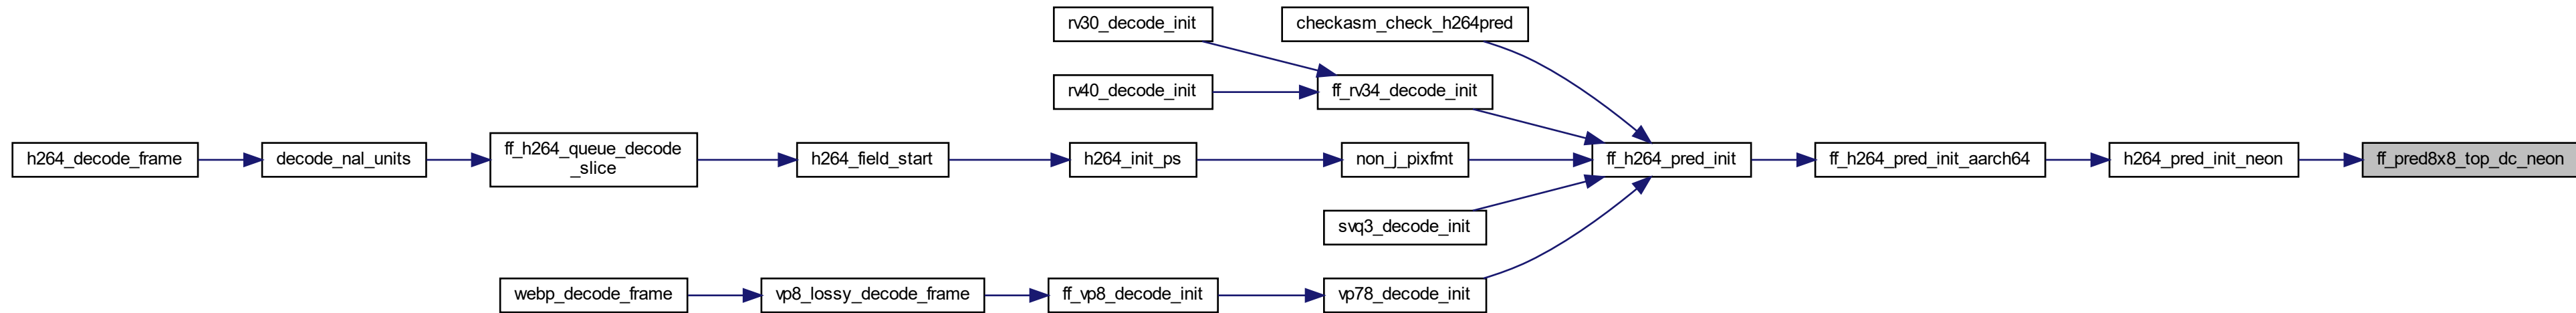 rv30_decode_init
checkasm_check_h264pred
rv40_decode_init
ff_rv34_decode_init
h264_decode_frame
decode_nal_units
ff_h264_queue_decode
_slice
h264_field_start
h264_init_ps
non_j_pixfmt
ff_h264_pred_init
ff_h264_pred_init_aarch64
h264_pred_init_neon
ff_pred8x8_top_dc_neon
svq3_decode_init
webp_decode_frame
vp8_lossy_decode_frame
ff_vp8_decode_init
vp78_decode_init